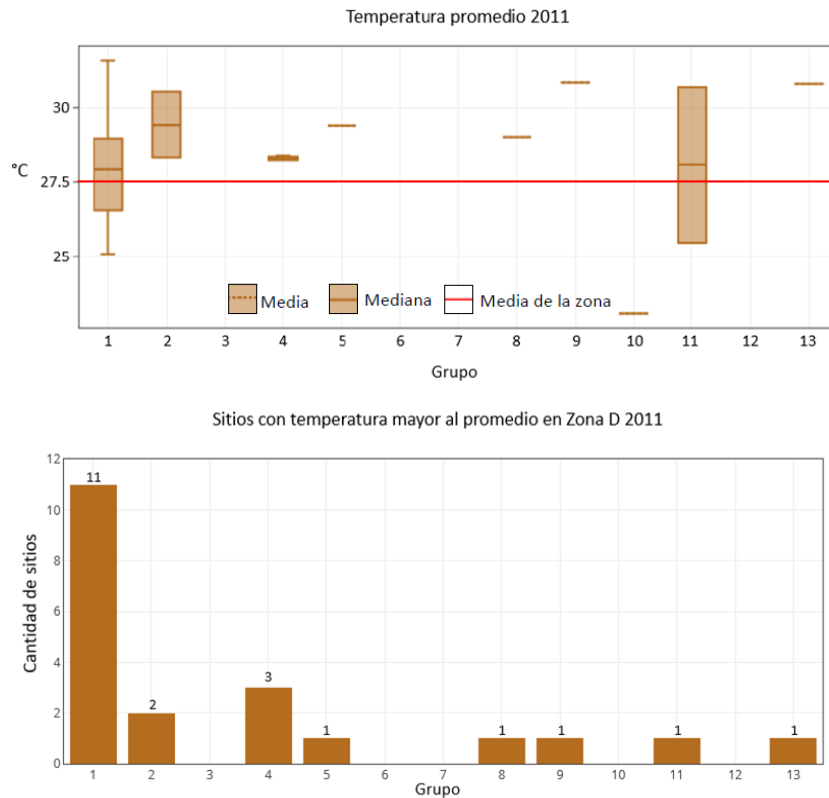 Temperatura promedio 2011
°C
30
27.5
25
Media Mediana Media de la zona
1 2 3 4 5 6 7 8 9 10 11 12 13
Grupo
Sitios con temperatura mayor al promedio en Zona D 2011
Cantidad de sitios
12
10
8
6
4
2
0
11
2
3
1
1
1
1
1
1 2 3 4 5 6 7 8 9 10 11 12 13
Grupo